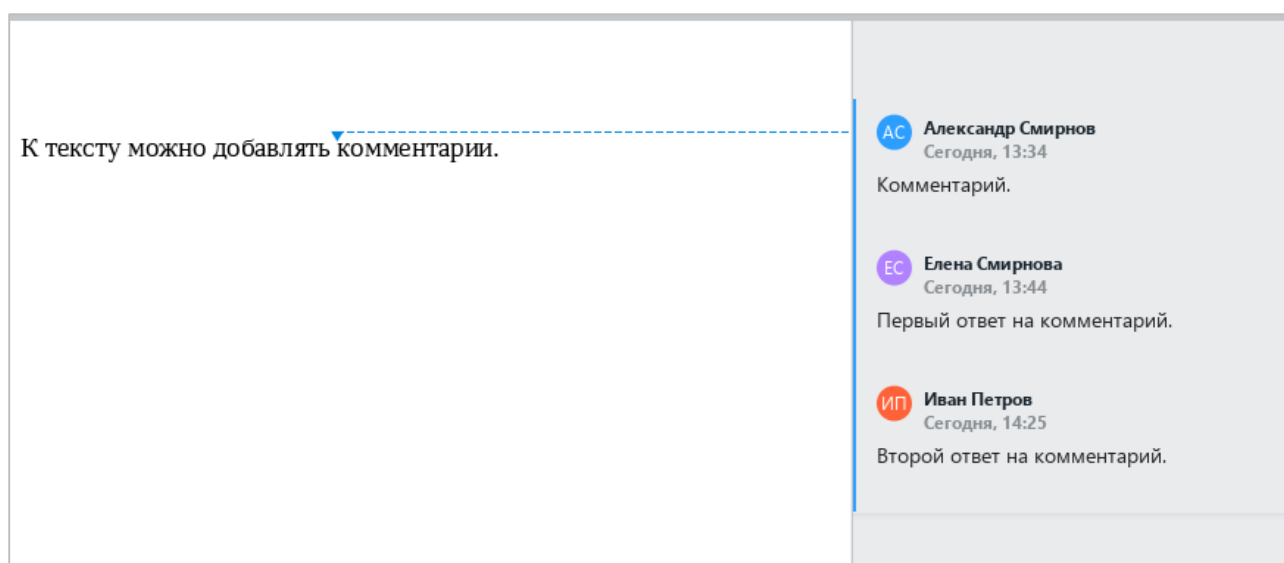 К тексту можно добавлять комментарии.
АС
Александр Смирнов
Сегодня, 13:34
Комментарий.
ЕС
Елена Смирнова
Сегодня, 13:44
Первый ответ на комментарий.
ИП
Иван Петров
Сегодня, 14:25
Второй ответ на комментарий.